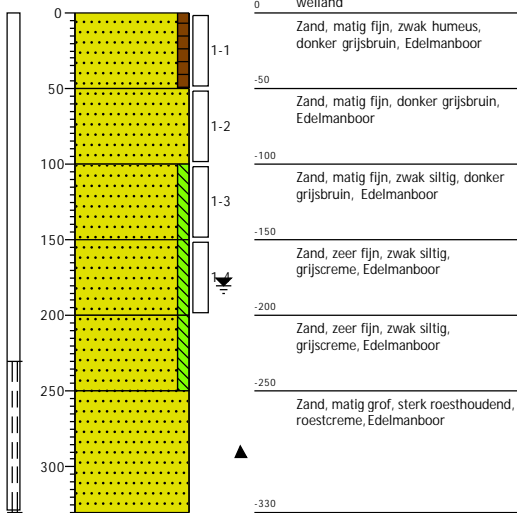 0
weiland
0
Zand, matig fijn, zwak humeus,
donker grijsbruin, Edelmanboor
1-1
50
-50
Zand, matig fijn, donker grijsbruin,
Edelmanboor
1-2
100
-100
Zand, matig fijn, zwak siltig, donker
grijsbruin, Edelmanboor
1-3
150
-150
Zand, zeer fijn, zwak siltig,
grijscreme, Edelmanboor
1-4
200
-200
Zand, zeer fijn, zwak siltig,
grijscreme, Edelmanboor
250
-250
Zand, matig grof, sterk roesthoudend,
roestcreme, Edelmanboor
300
-330